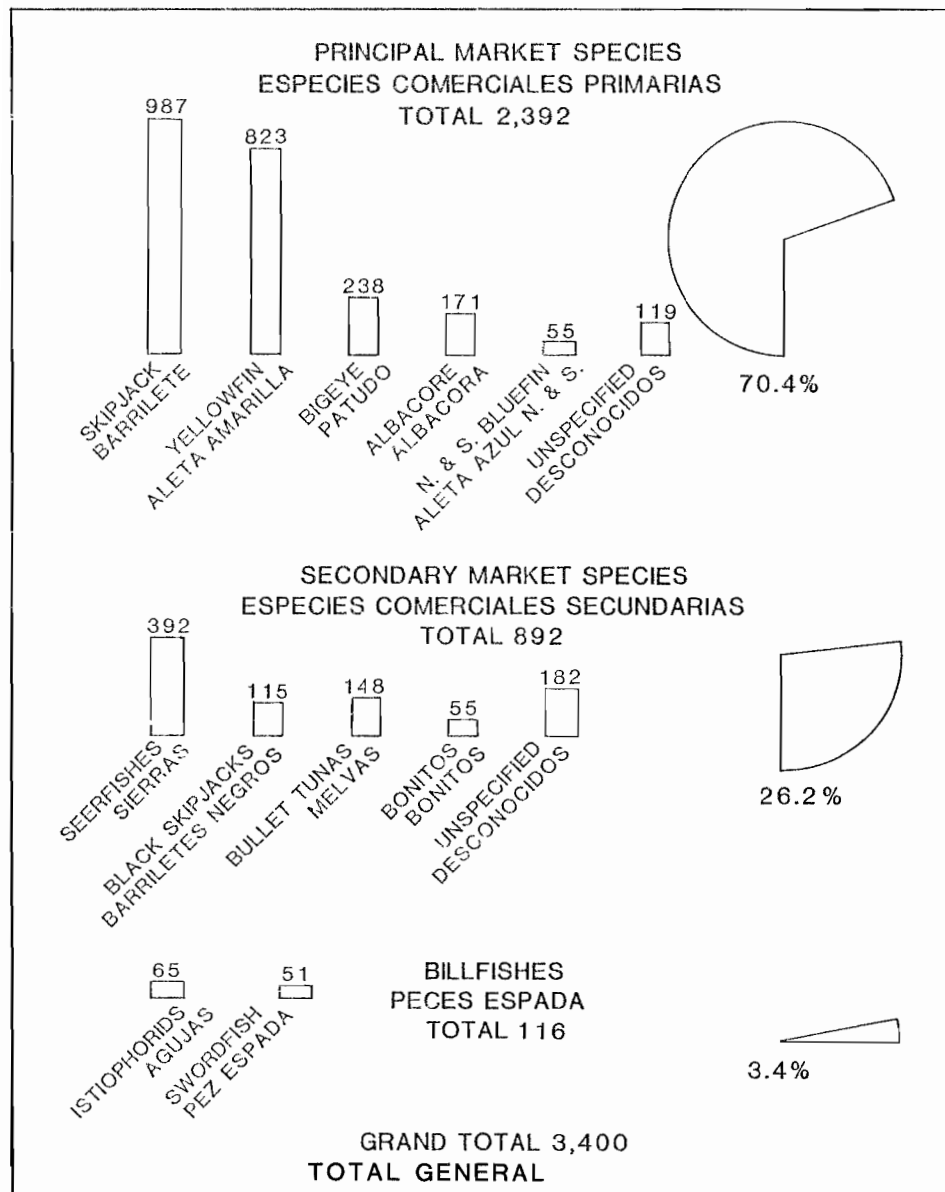 PRINCIPAL MARKET SPECIES
ESPECIES COMERCIALES PRIMARIAS
TOTAL 2,392
987
823
238
171
55
119
SKIPJACK
BARRILETE
YELLOWFIN
ALETA AMARILLA
BIGEYE
PATUDO
ALBACORE
ALBACORA
N. & S. BLUEFIN
ALETA AZUL N. & S.
UNSPECIFIED
DESCONOCIDOS
70.4%
SECONDARY MARKET SPECIES
ESPECIES COMERCIALES SECUNDARIAS
TOTAL 892
392
115
148
55
182
SEERFISHES
SIERRAS
BLACK SKIPJACKS
BARRILETES NEGROS
BULLET TUNAS
MELVAS
BONITOS
BONITOS
UNSPECIFIED
DESCONOCIDOS
26.2%
65
51
ISTIOPHORIDS
AGUJAS
SWORDFISH
PEZ ESPADA
BILLFISHES
PECES ESPADA
TOTAL 116
3.4%
GRAND TOTAL 3,400
TOTAL GENERAL